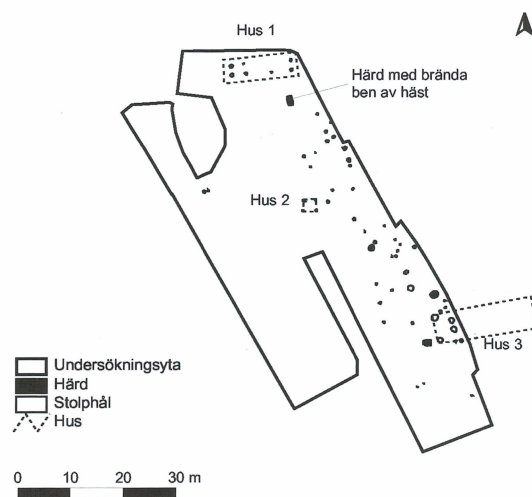 Hus 1
Härd med brända
ben av häst
Hus 2
Hus 3
Undersökningsyta
Härd
Stolphål
Hus
0 10 20 30 m